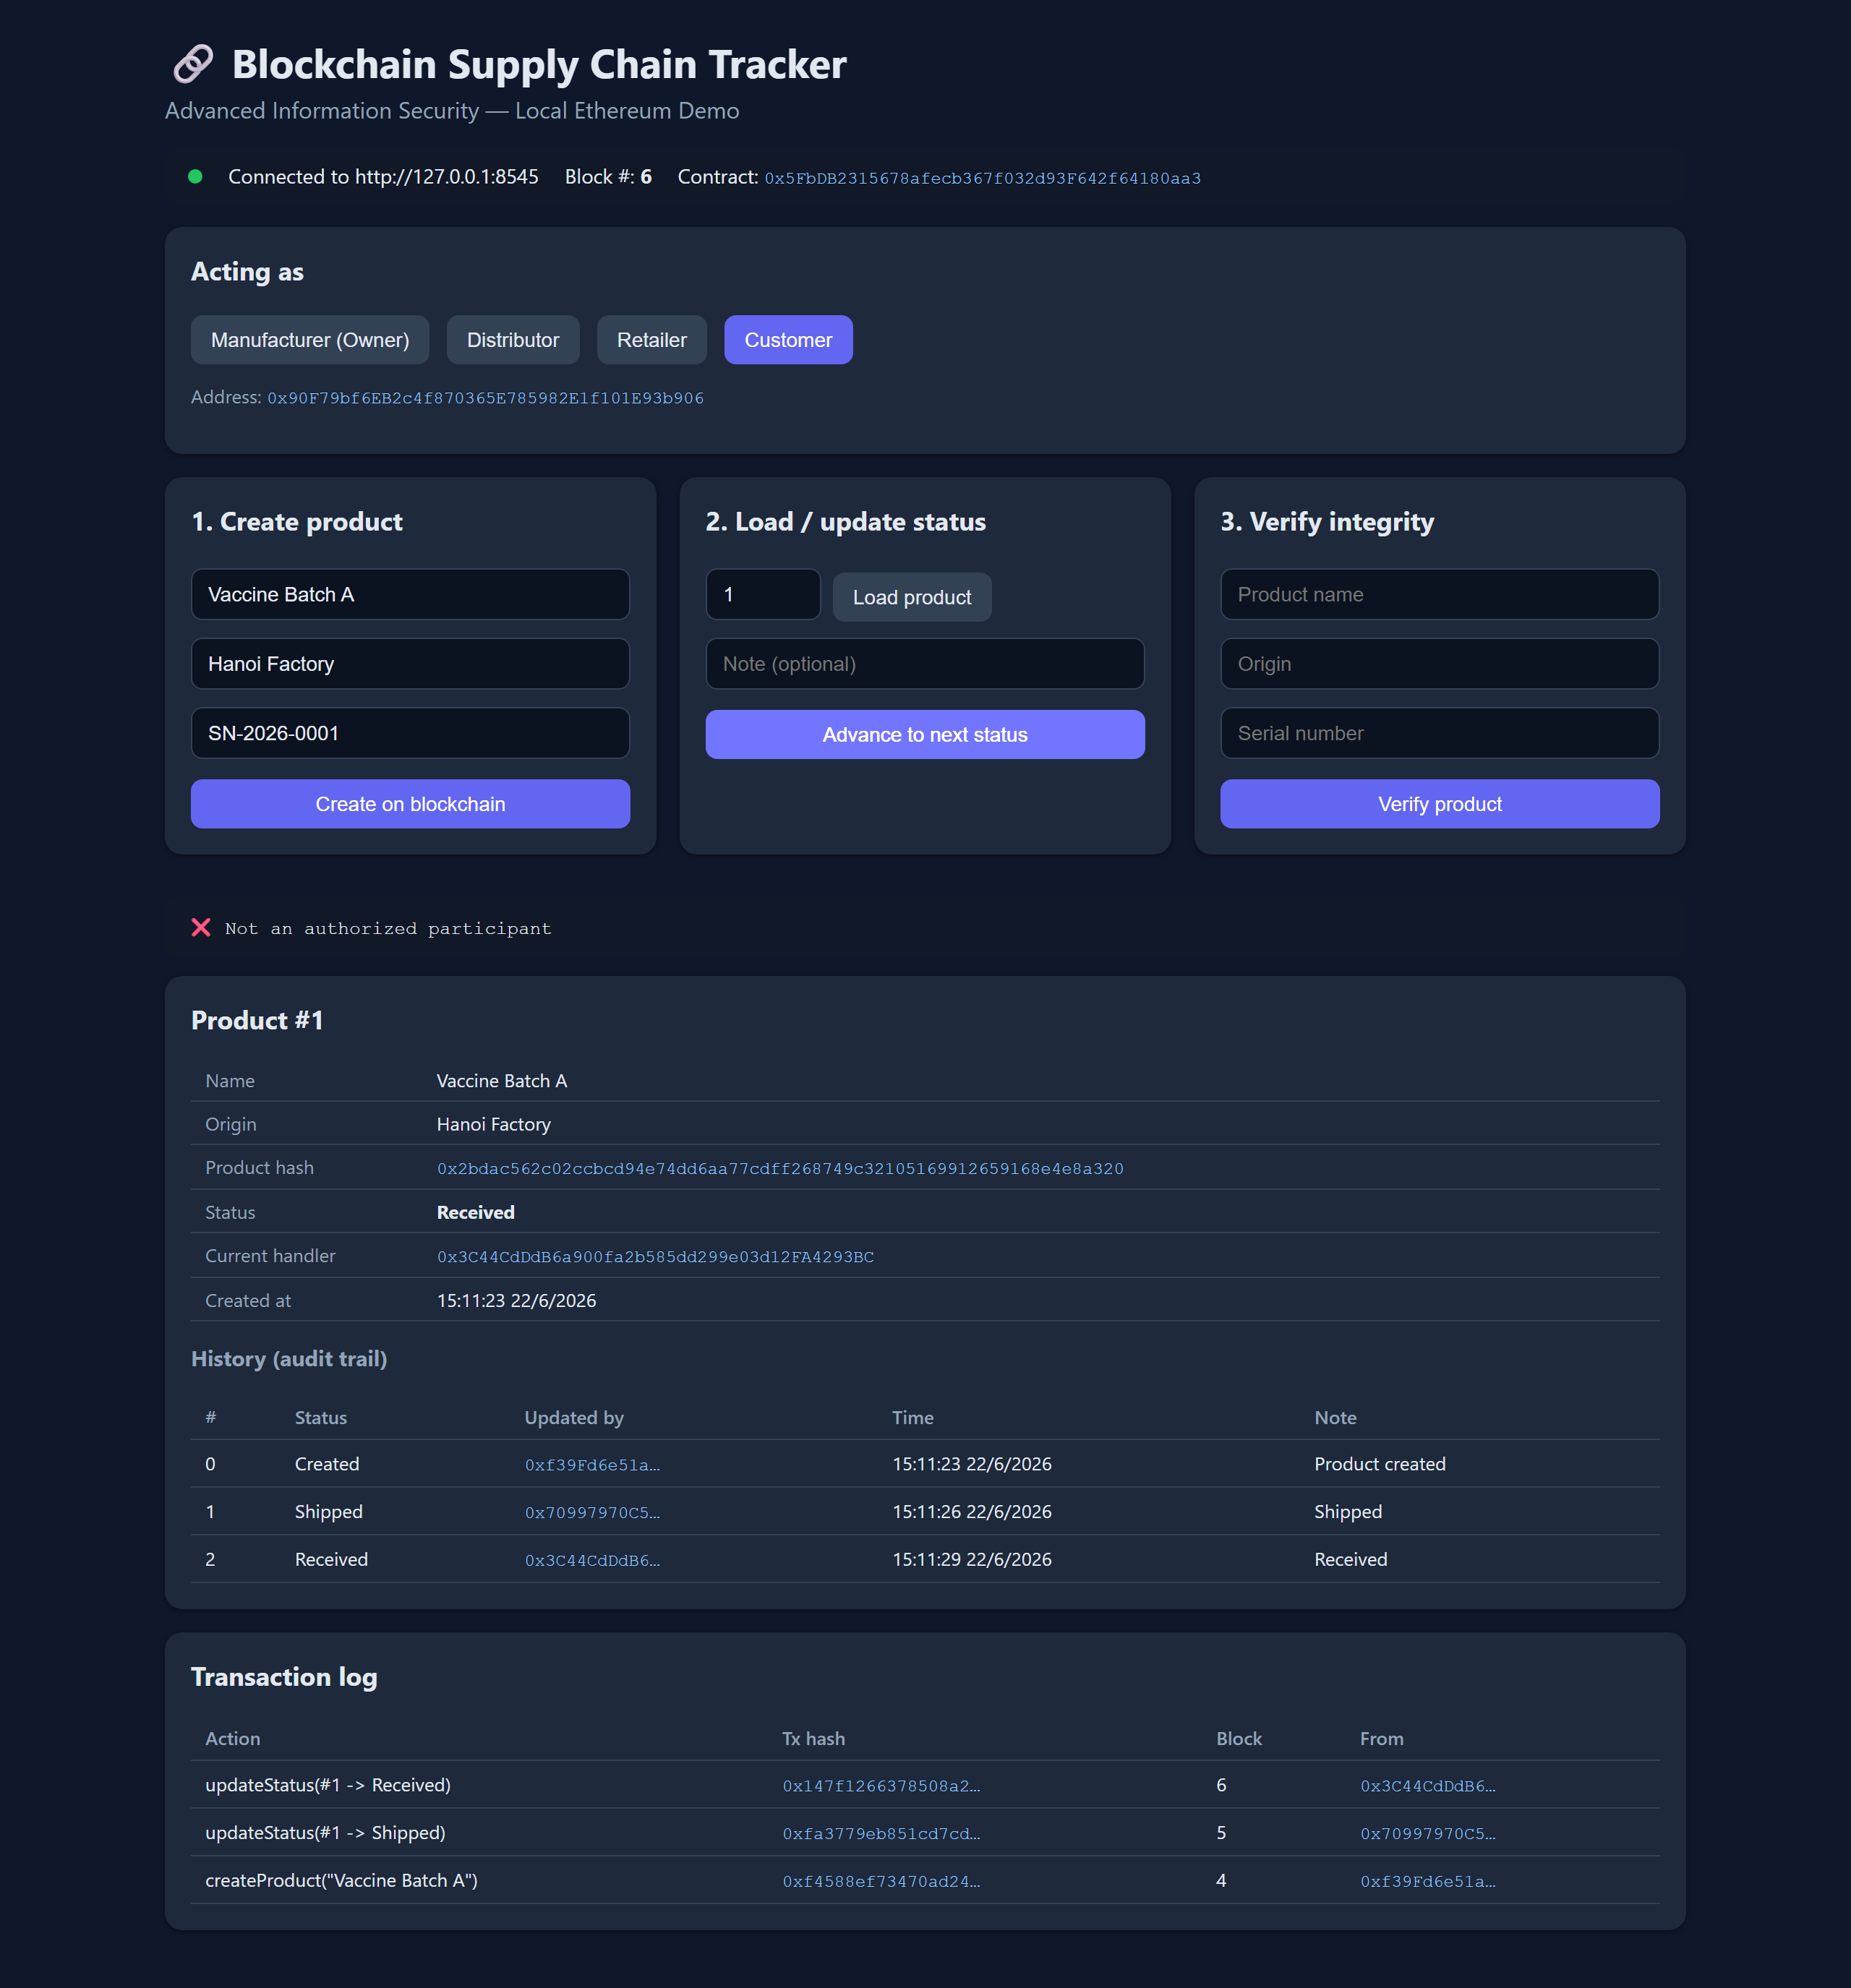 Blockchain Supply Chain Tracker
Advanced Information Security — Local Ethereum Demo
Connected to http://127.0.0.1:8545 Block #: 6 Contract: 0x5FbDB2315678afecb367f032d93F642f64180aa3
Acting as
Manufacturer (Owner) Distributor Retailer Customer
Address: 0x90F79bf6EB2c4f870365E785982E1f101E93b906
1. Create product
Vaccine Batch A
Hanoi Factory
SN-2026-0001
Create on blockchain
2. Load / update status
1 Load product
Note (optional)
Advance to next status
3. Verify integrity
Product name
Origin
Serial number
Verify product
❌ Not an authorized participant
Product #1
Name Vaccine Batch A
Origin Hanoi Factory
Product hash 0x2bdac562c02ccbcd94e74dd6aa77cdff268749c32105169912659168e4e8a320
Status Received
Current handler 0x3C44CdDdB6a900fa2b585dd299e03d12FA4293BC
Created at 15:11:23 22/6/2026
History (audit trail)
# Status Updated by Time Note
0 Created 0xf39Fd6e51a… 15:11:23 22/6/2026 Product created
1 Shipped 0x70997970C5… 15:11:26 22/6/2026 Shipped
2 Received 0x3C44CdDdB6… 15:11:29 22/6/2026 Received
Transaction log
Action Tx hash Block From
updateStatus(#1 -> Received) 0x147f1266378508a2… 6 0x3C44CdDdB6…
updateStatus(#1 -> Shipped) 0xfa3779eb851cd7cd… 5 0x70997970C5…
createProduct("Vaccine Batch A") 0xf4588ef73470ad24… 4 0xf39Fd6e51a…